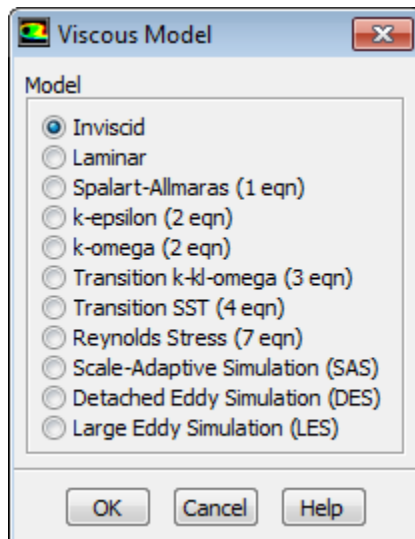 Viscous Model
Model
Inviscid
Laminar
Spalart-Allmaras (1 eqn)
k-epsilon (2 eqn)
k-omega (2 eqn)
Transition k-kl-omega (3 eqn)
Transition SST (4 eqn)
Reynolds Stress (7 eqn)
Scale-Adaptive Simulation (SAS)
Detached Eddy Simulation (DES)
Large Eddy Simulation (LES)
OK Cancel Help